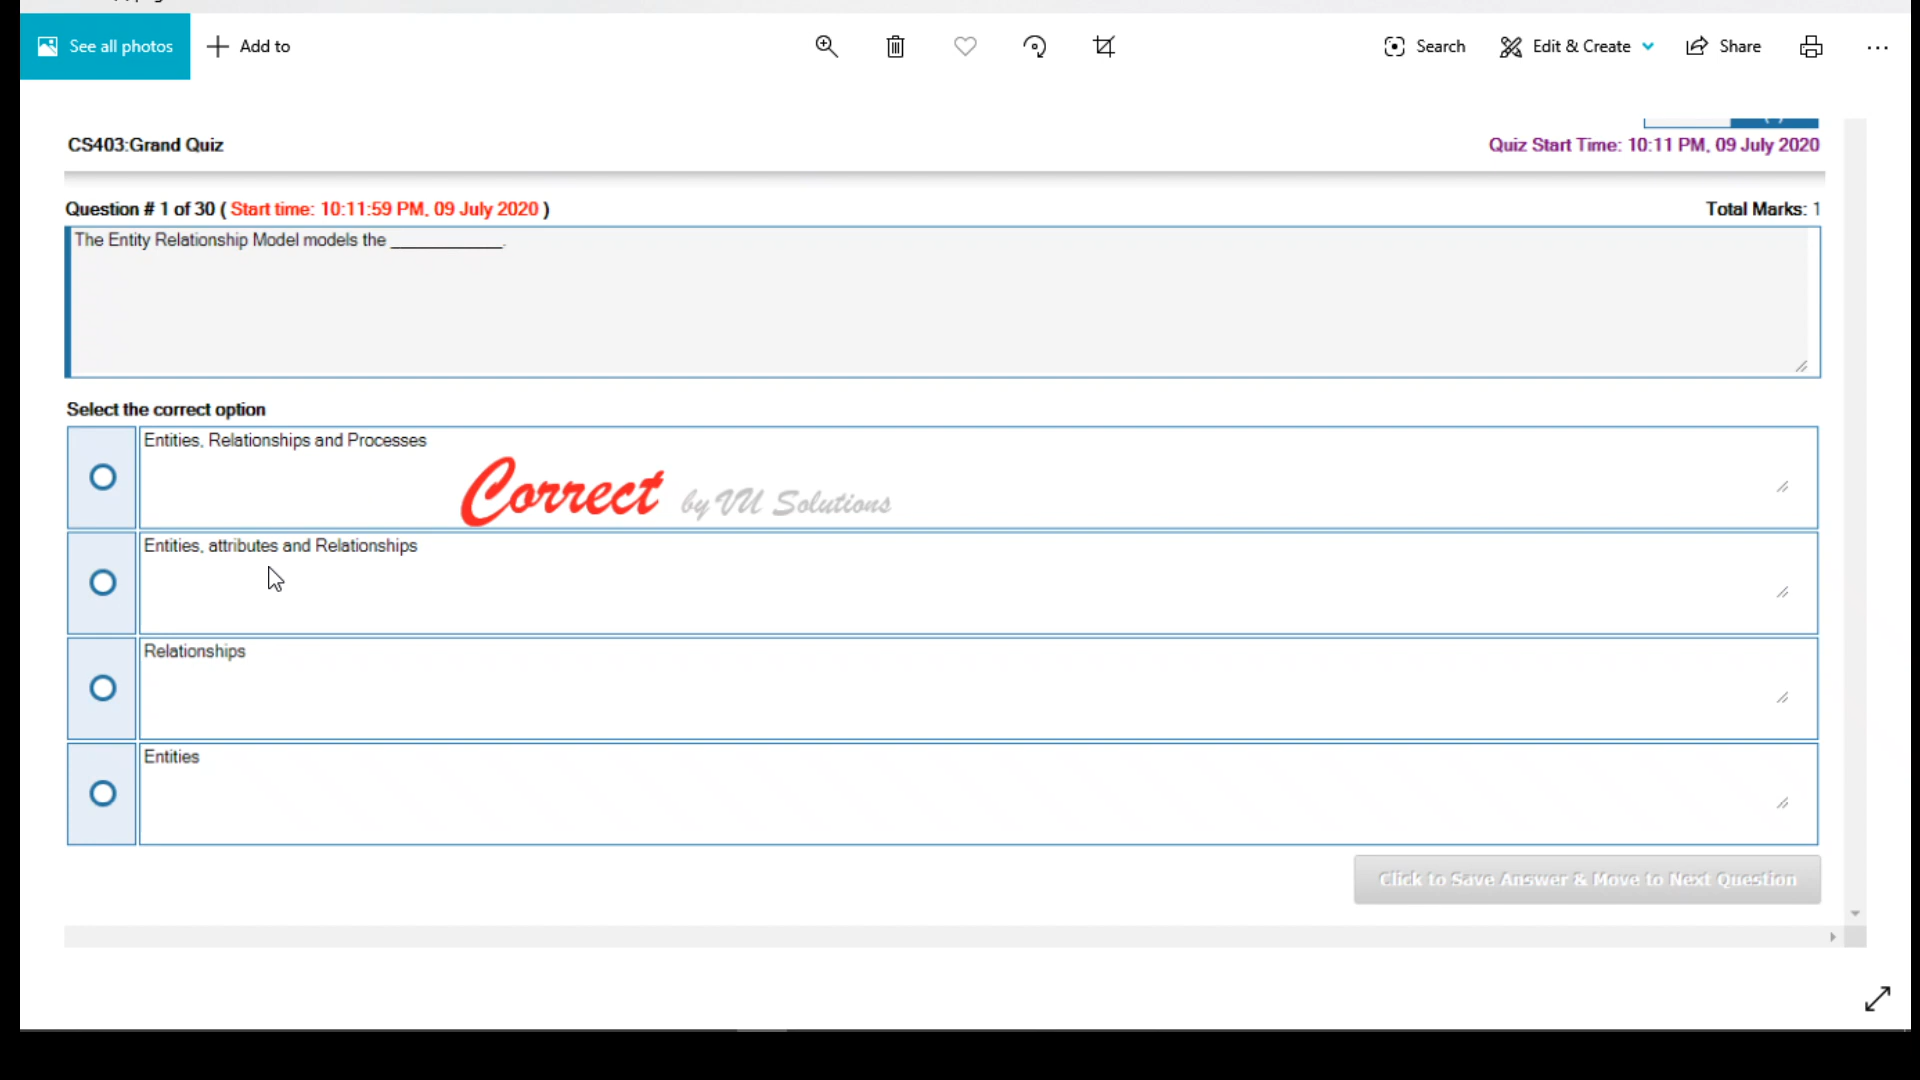 See all photos
Add to
Search
Edit & Create
Share
CS403:Grand Quiz
Quiz Start Time: 10:11 PM, 09 July 2020
Question # 1 of 30 ( Start time: 10:11:59 PM, 09 July 2020 )
Total Marks: 1
The Entity Relationship Model models the ____________.
Select the correct option
Entities, Relationships and Processes
Correct by VU Solutions
Entities, attributes and Relationships
Relationships
Entities
Click to Save Answer & Move to Next Question